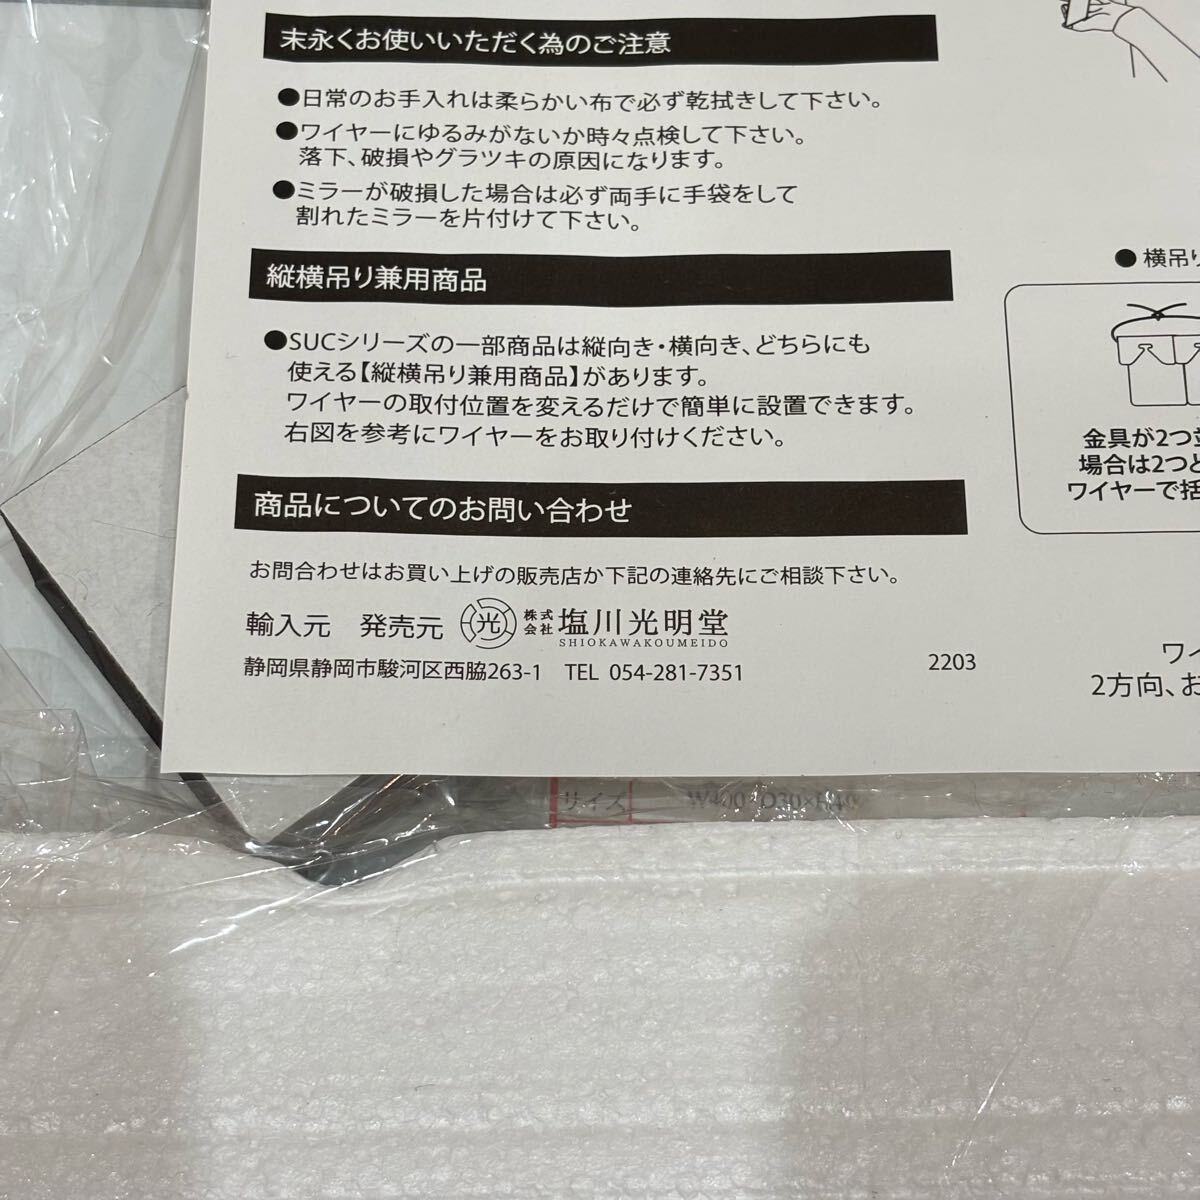 末永くお使いいただく為のご注意
●日常のお手入れは柔らかい布で必ず乾拭きして下さい。
●ワイヤーにゆるみがないか時々点検して下さい。
落下、破損やグラツキの原因になります。
●ミラーが破損した場合は必ず両手に手袋をして
割れたミラーを片付けて下さい。
縦横吊り兼用商品
●SUCシリーズの一部商品は縦向き・横向き、どちらにも
使える【縦横吊り兼用商品】があります。
ワイヤーの取付位置を変えるだけで簡単に設置できます。
右図を参考にワイヤーをお取り付けください。
商品についてのお問い合わせ
お問合わせはお買い上げの販売店か下記の連絡先にご相談下さい。
輸入元 発売元 光 株式会社 塩川光明堂
SHIOKAWAKOUMEIDO
静岡県静岡市駿河区西脇263-1 TEL 054-281-7351
2203
● 横吊り
金具が2つ
場合は2つと
ワイヤーで括
ワイ
2方向、お
サイズ